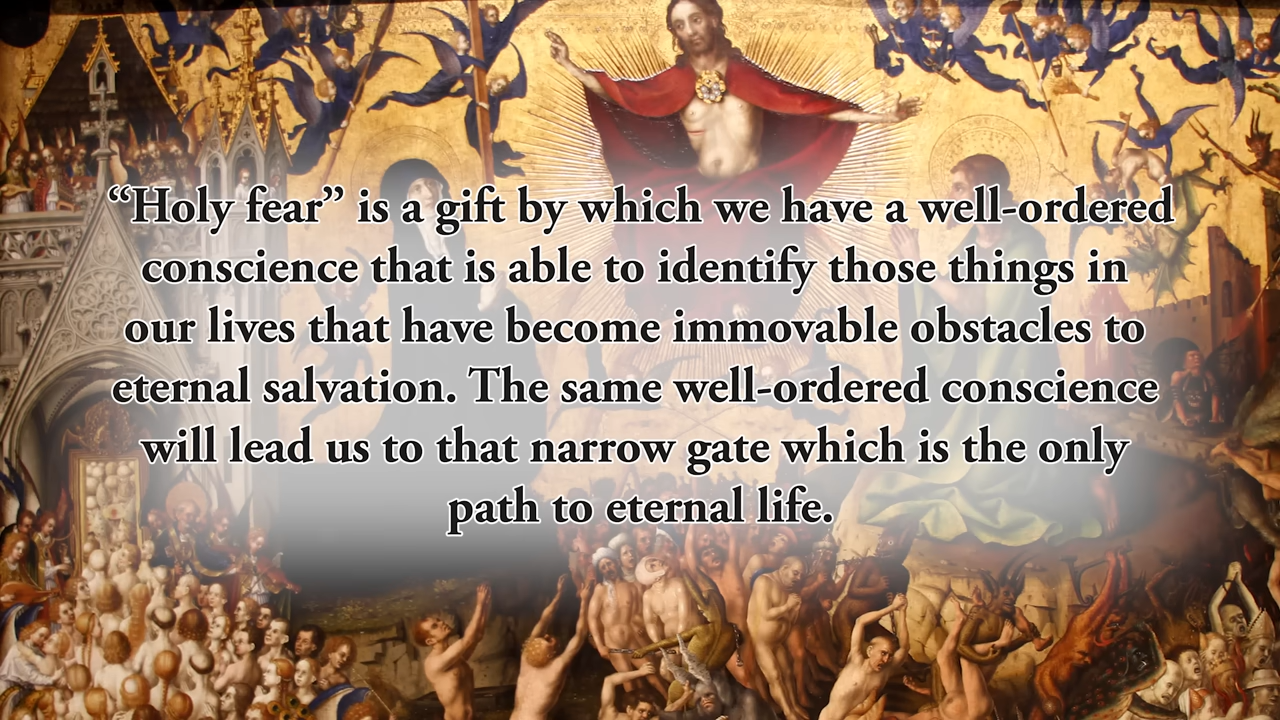 “Holy fear” is a gift by which we have a well-ordered
conscience that is able to identify those things in
our lives that have become immovable obstacles to
eternal salvation. The same well-ordered conscience
will lead us to that narrow gate which is the only
path to eternal life.